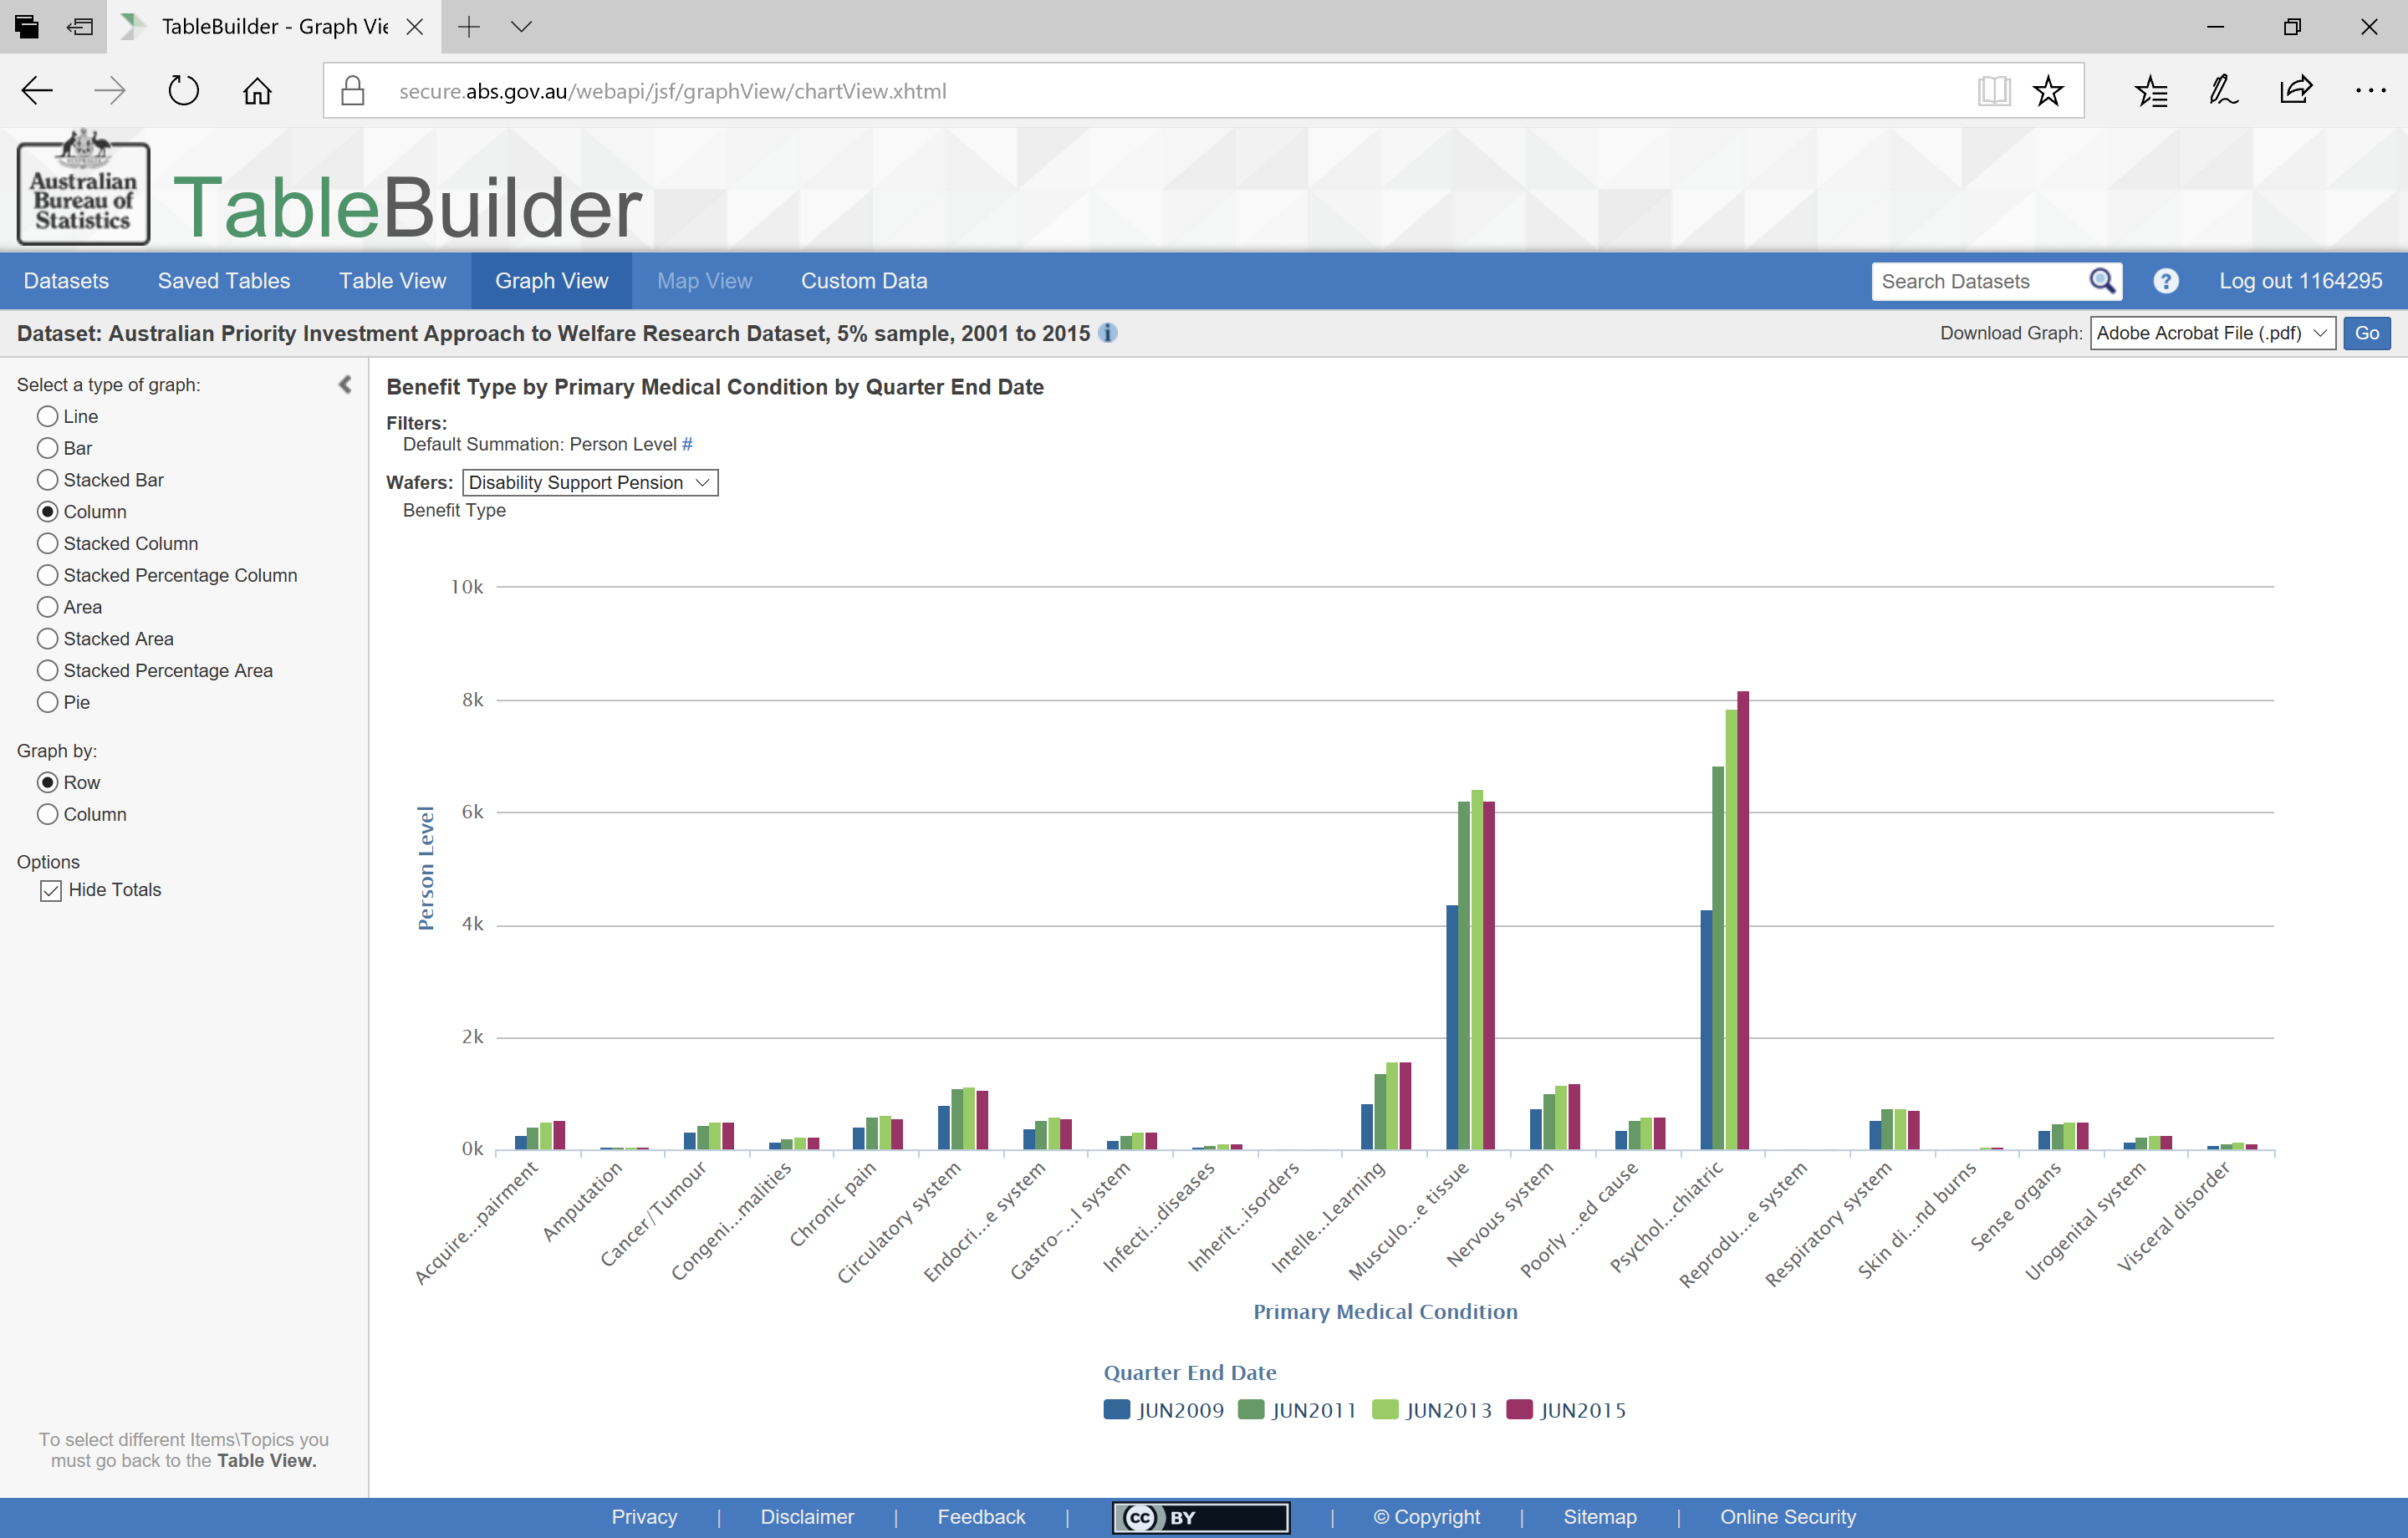 TableBuilder - Graph Vie
secure.abs.gov.au/webapi/jsf/graphView/chartView.xhtml
Australian
Bureau of
Statistics
TableBuilder
Datasets Saved Tables Table View Graph View Map View Custom Data Search Datasets ? Log out 1164295
Dataset: Australian Priority Investment Approach to Welfare Research Dataset, 5% sample, 2001 to 2015 i Download Graph: Adobe Acrobat File (.pdf) Go
Select a type of graph:
Line
Bar
Stacked Bar
Column
Stacked Column
Stacked Percentage Column
Area
Stacked Area
Stacked Percentage Area
Pie
Graph by:
Row
Column
Options
Hide Totals
To select different Items\Topics you
must go back to the Table View.
Benefit Type by Primary Medical Condition by Quarter End Date
Filters:
Default Summation: Person Level #
Wafers: Disability Support Pension
Benefit Type
Person Level
10k
8k
6k
4k
2k
0k
Acquire...pairment
Amputation
Cancer/Tumour
Congeni...malities
Chronic pain
Circulatory system
Endocri...e system
Gastro-...l system
Infecti...diseases
Inherit...isorders
Intelle...Learning
Musculo...e tissue
Nervous system
Poorly ...ed cause
Psychol...chiatric
Reprodu...e system
Respiratory system
Skin di...nd burns
Sense organs
Urogenital system
Visceral disorder
Primary Medical Condition
Quarter End Date
JUN2009 JUN2011 JUN2013 JUN2015
Privacy | Disclaimer | Feedback | cc BY | © Copyright | Sitemap | Online Security